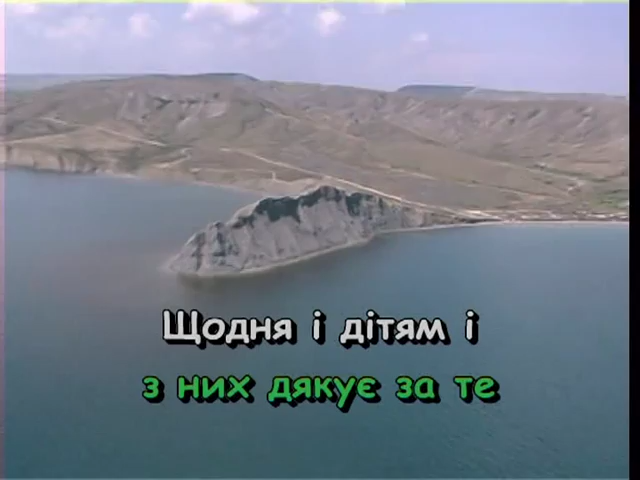 Щодня і дітям і
з них дякує за те